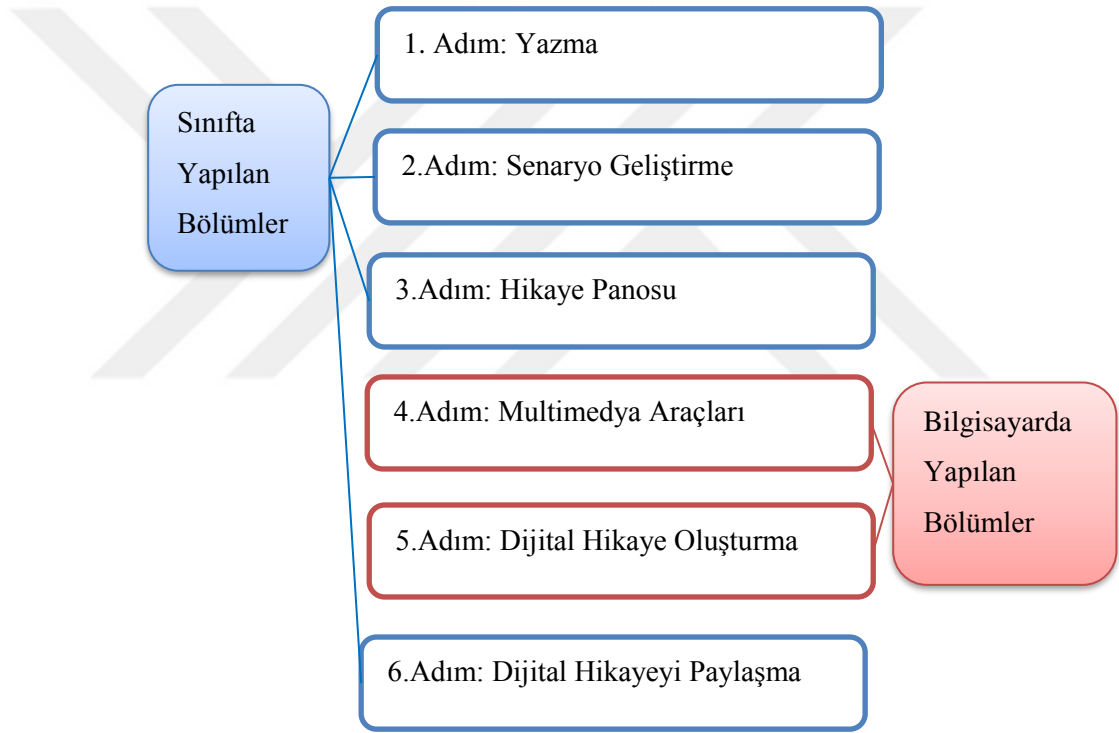 Sınıfta
Yapılan
Bölümler
1. Adım: Yazma
2.Adım: Senaryo Geliştirme
3.Adım: Hikaye Panosu
4.Adım: Multimedya Araçları
5.Adım: Dijital Hikaye Oluşturma
6.Adım: Dijital Hikayeyi Paylaşma
Bilgisayarda
Yapılan
Bölümler